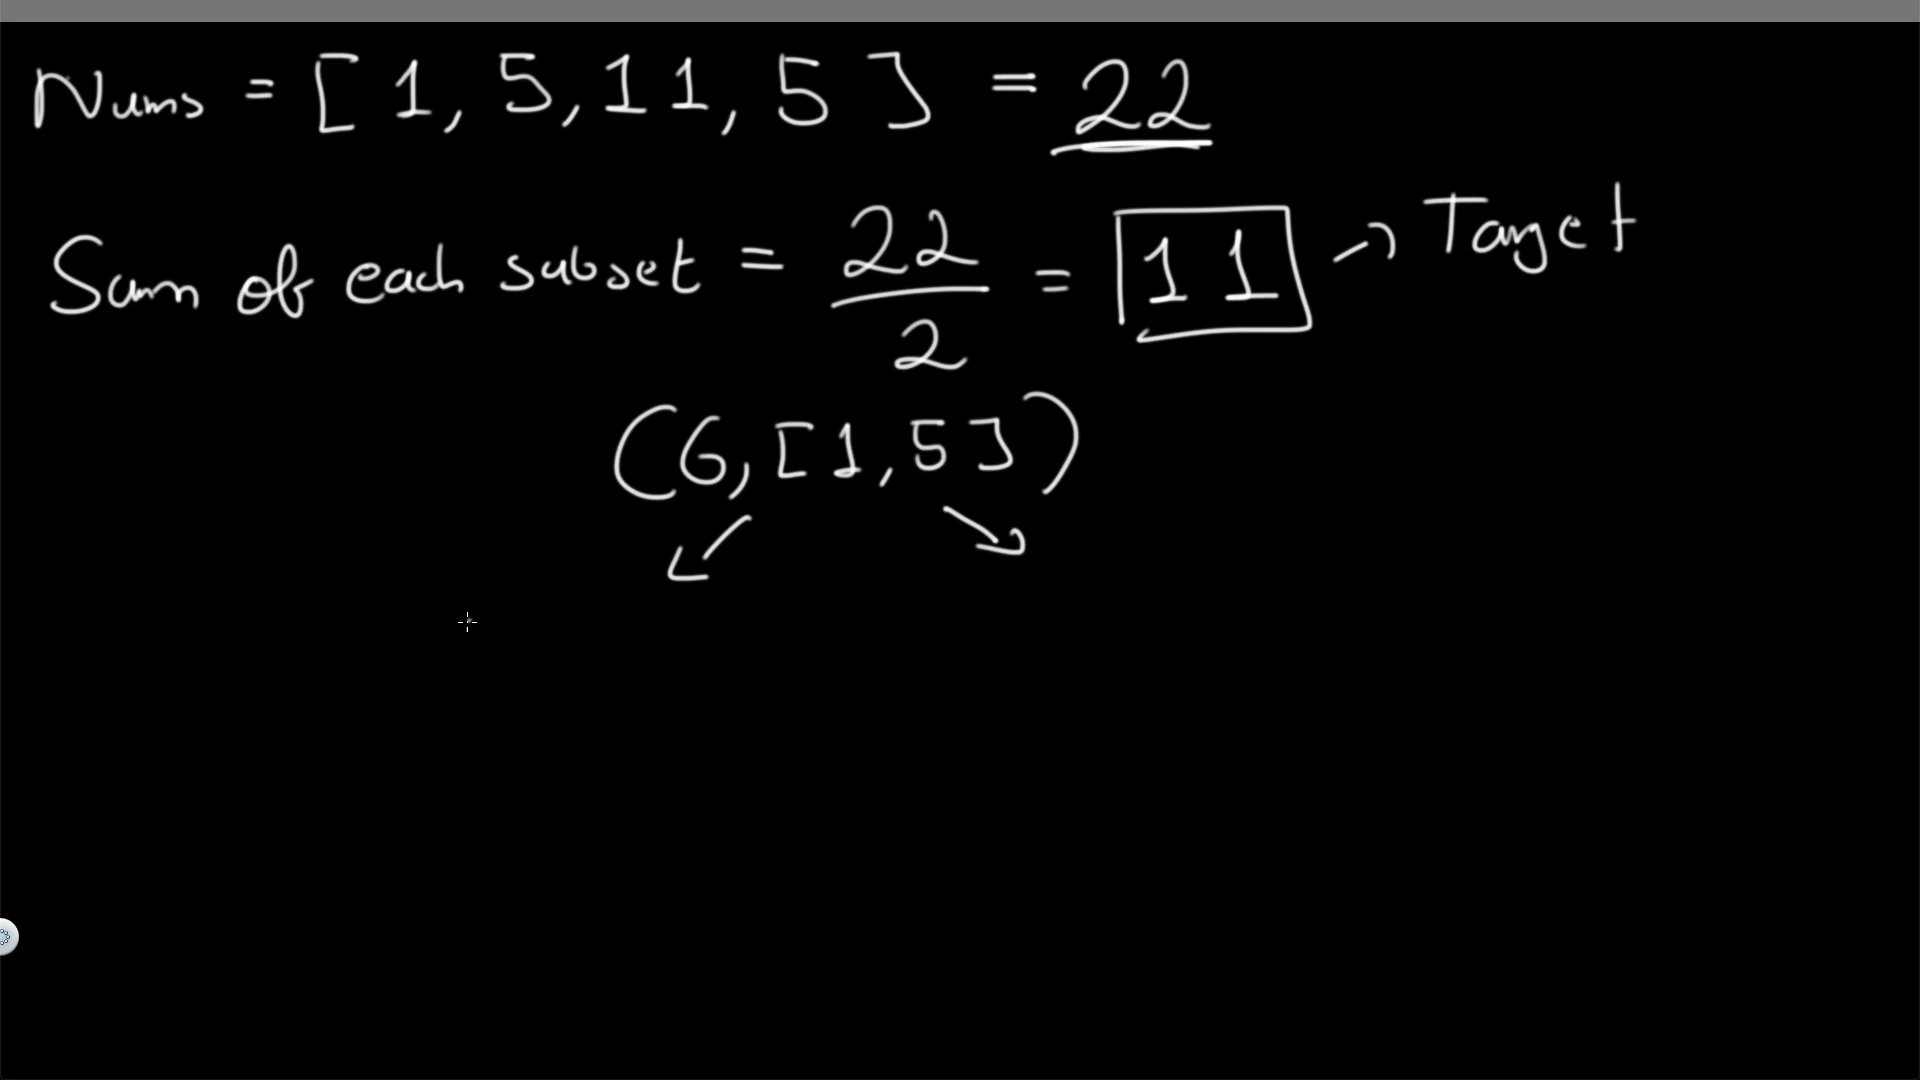 Nums = [ 1, 5, 11, 5 ] = 22
Sum of each subset = 22/2 = 11 → Target
(6, [1, 5])